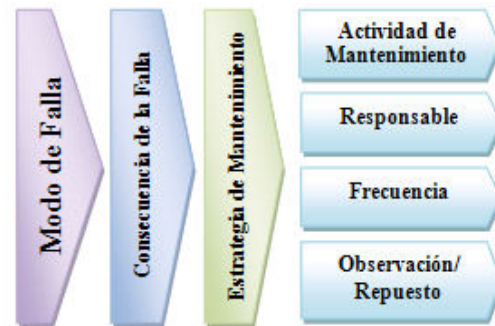 Modo de Falla
Consecuencia de la Falla
Estrategia de Mantenimiento
Actividad de
Mantenimiento
Responsable
Frecuencia
Observación/
Repuesto